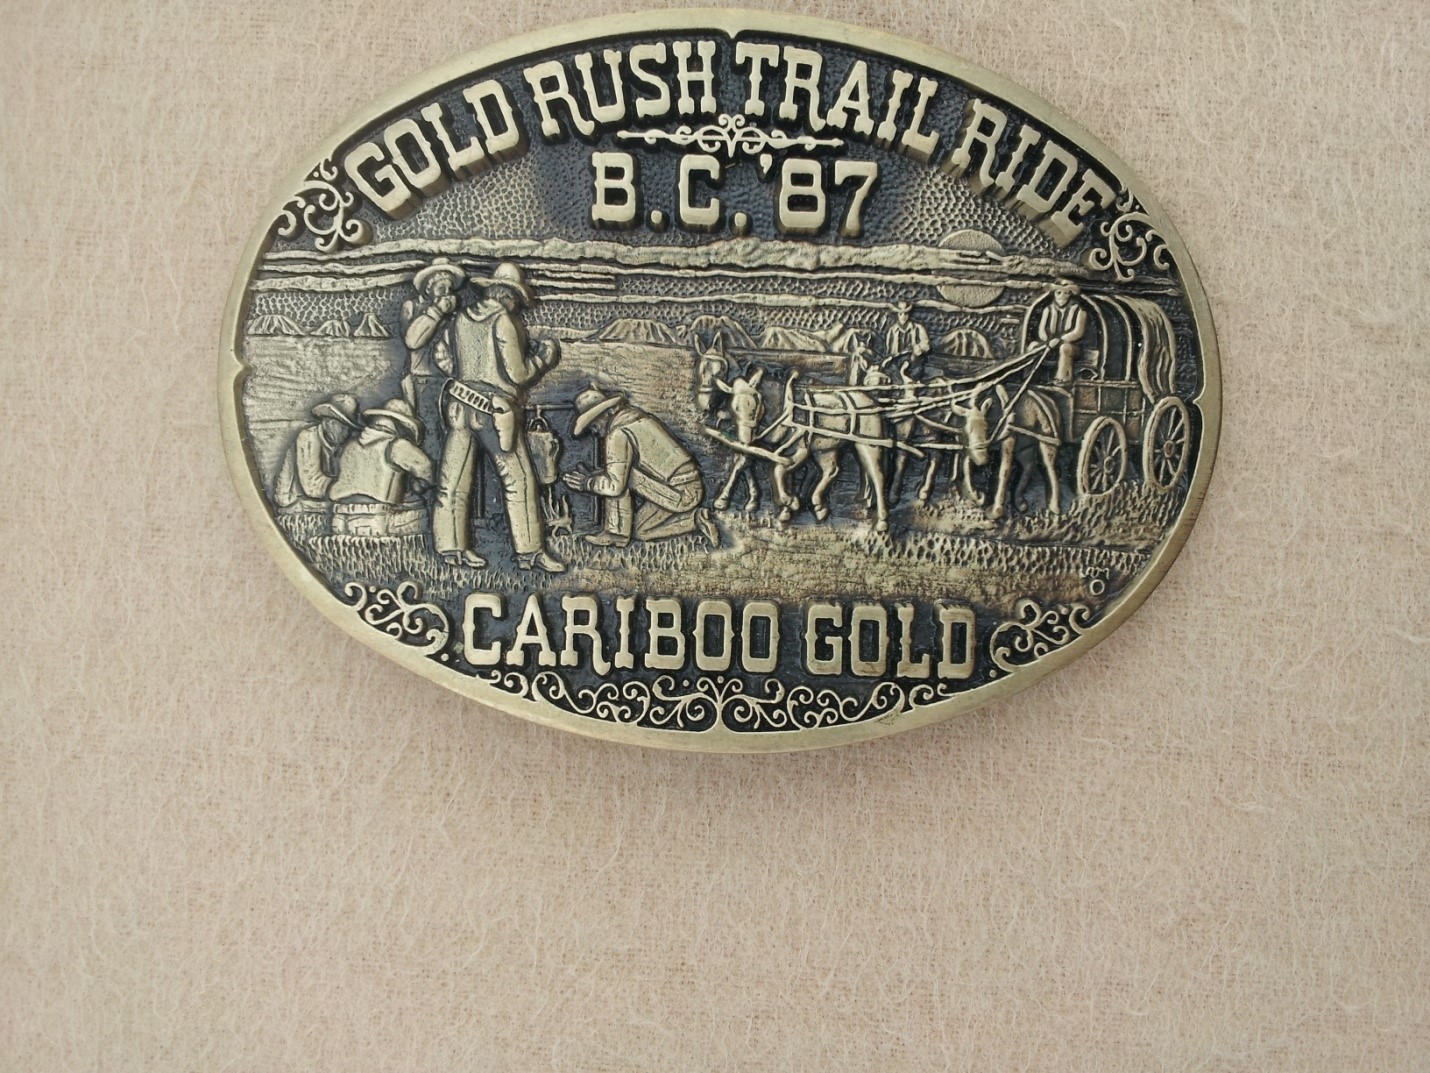 GOLD RUSH TRAIL RIDE
B.C. '87
CARIBOO GOLD